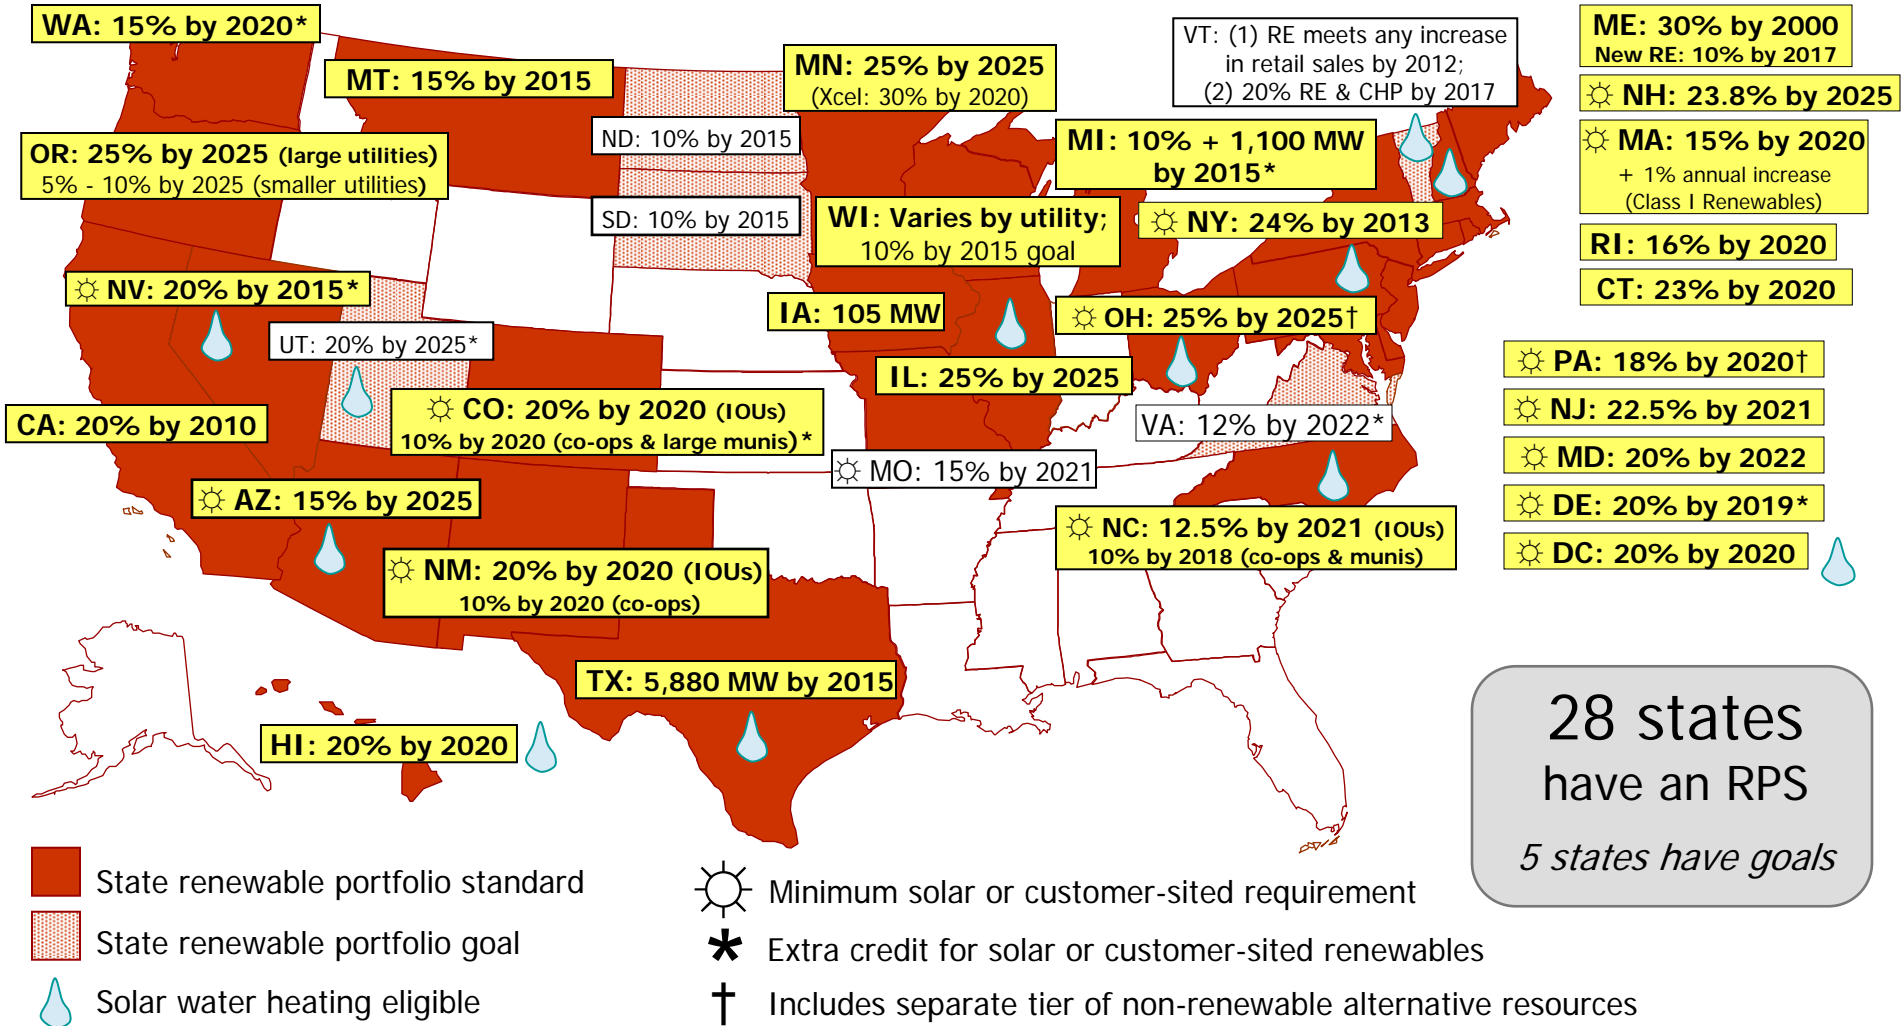 WA: 15% by 2020*
MT: 15% by 2015
MN: 25% by 2025
(Xcel: 30% by 2020)
VT: (1) RE meets any increase
in retail sales by 2012;
(2) 20% RE & CHP by 2017
ME: 30% by 2000
New RE: 10% by 2017
☼ NH: 23.8% by 2025
☼ MA: 15% by 2020
+ 1% annual increase
(Class I Renewables)
RI: 16% by 2020
CT: 23% by 2020
OR: 25% by 2025 (large utilities)
5% - 10% by 2025 (smaller utilities)
ND: 10% by 2015
SD: 10% by 2015
MI: 10% + 1,100 MW
by 2015*
WI: Varies by utility;
10% by 2015 goal
☼ NY: 24% by 2013
☼ NV: 20% by 2015*
UT: 20% by 2025*
IA: 105 MW
☼ OH: 25% by 2025†
IL: 25% by 2025
☼ PA: 18% by 2020†
☼ NJ: 22.5% by 2021
☼ MD: 20% by 2022
☼ DE: 20% by 2019*
☼ DC: 20% by 2020
CA: 20% by 2010
☼ CO: 20% by 2020 (IOUs)
10% by 2020 (co-ops & large munis)*
VA: 12% by 2022*
☼ MO: 15% by 2021
☼ AZ: 15% by 2025
☼ NC: 12.5% by 2021 (IOUs)
10% by 2018 (co-ops & munis)
☼ NM: 20% by 2020 (IOUs)
10% by 2020 (co-ops)
TX: 5,880 MW by 2015
HI: 20% by 2020
28 states
have an RPS
5 states have goals
State renewable portfolio standard
State renewable portfolio goal
Solar water heating eligible
☼ Minimum solar or customer-sited requirement
* Extra credit for solar or customer-sited renewables
† Includes separate tier of non-renewable alternative resources